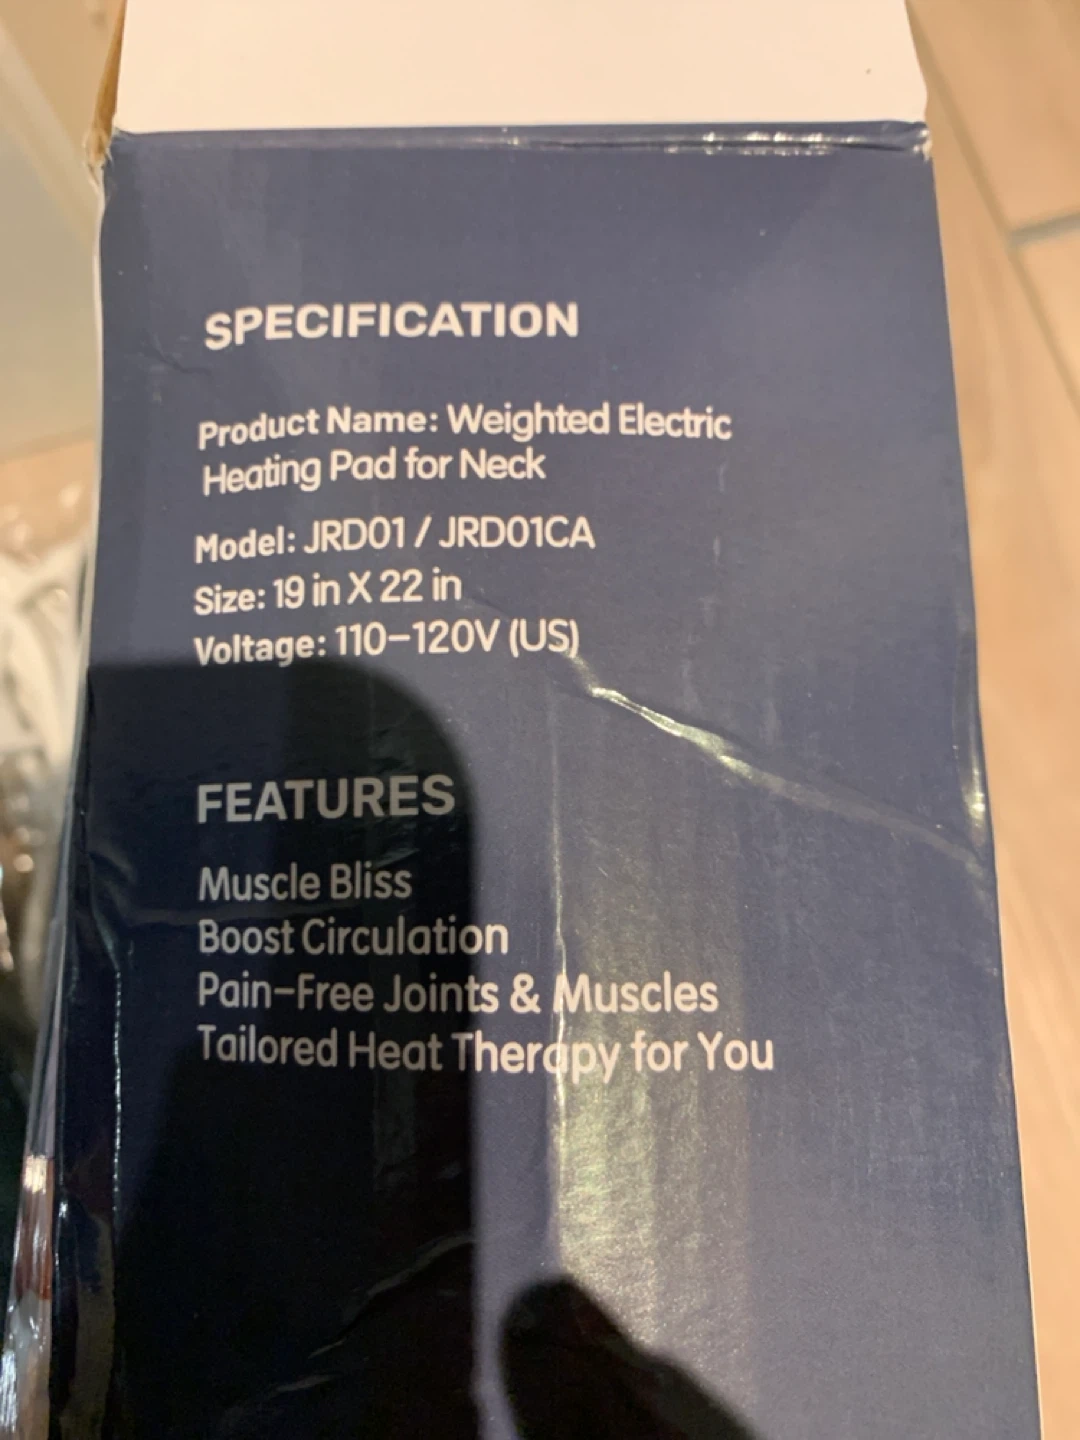 SPECIFICATION
Product Name: Weighted Electric
Heating Pad for Neck
Model: JRD01 / JRD01CA
Size: 19 in X 22 in
Voltage: 110–120V (US)
FEATURES
Muscle Bliss
Boost Circulation
Pain-Free Joints & Muscles
Tailored Heat Therapy for You